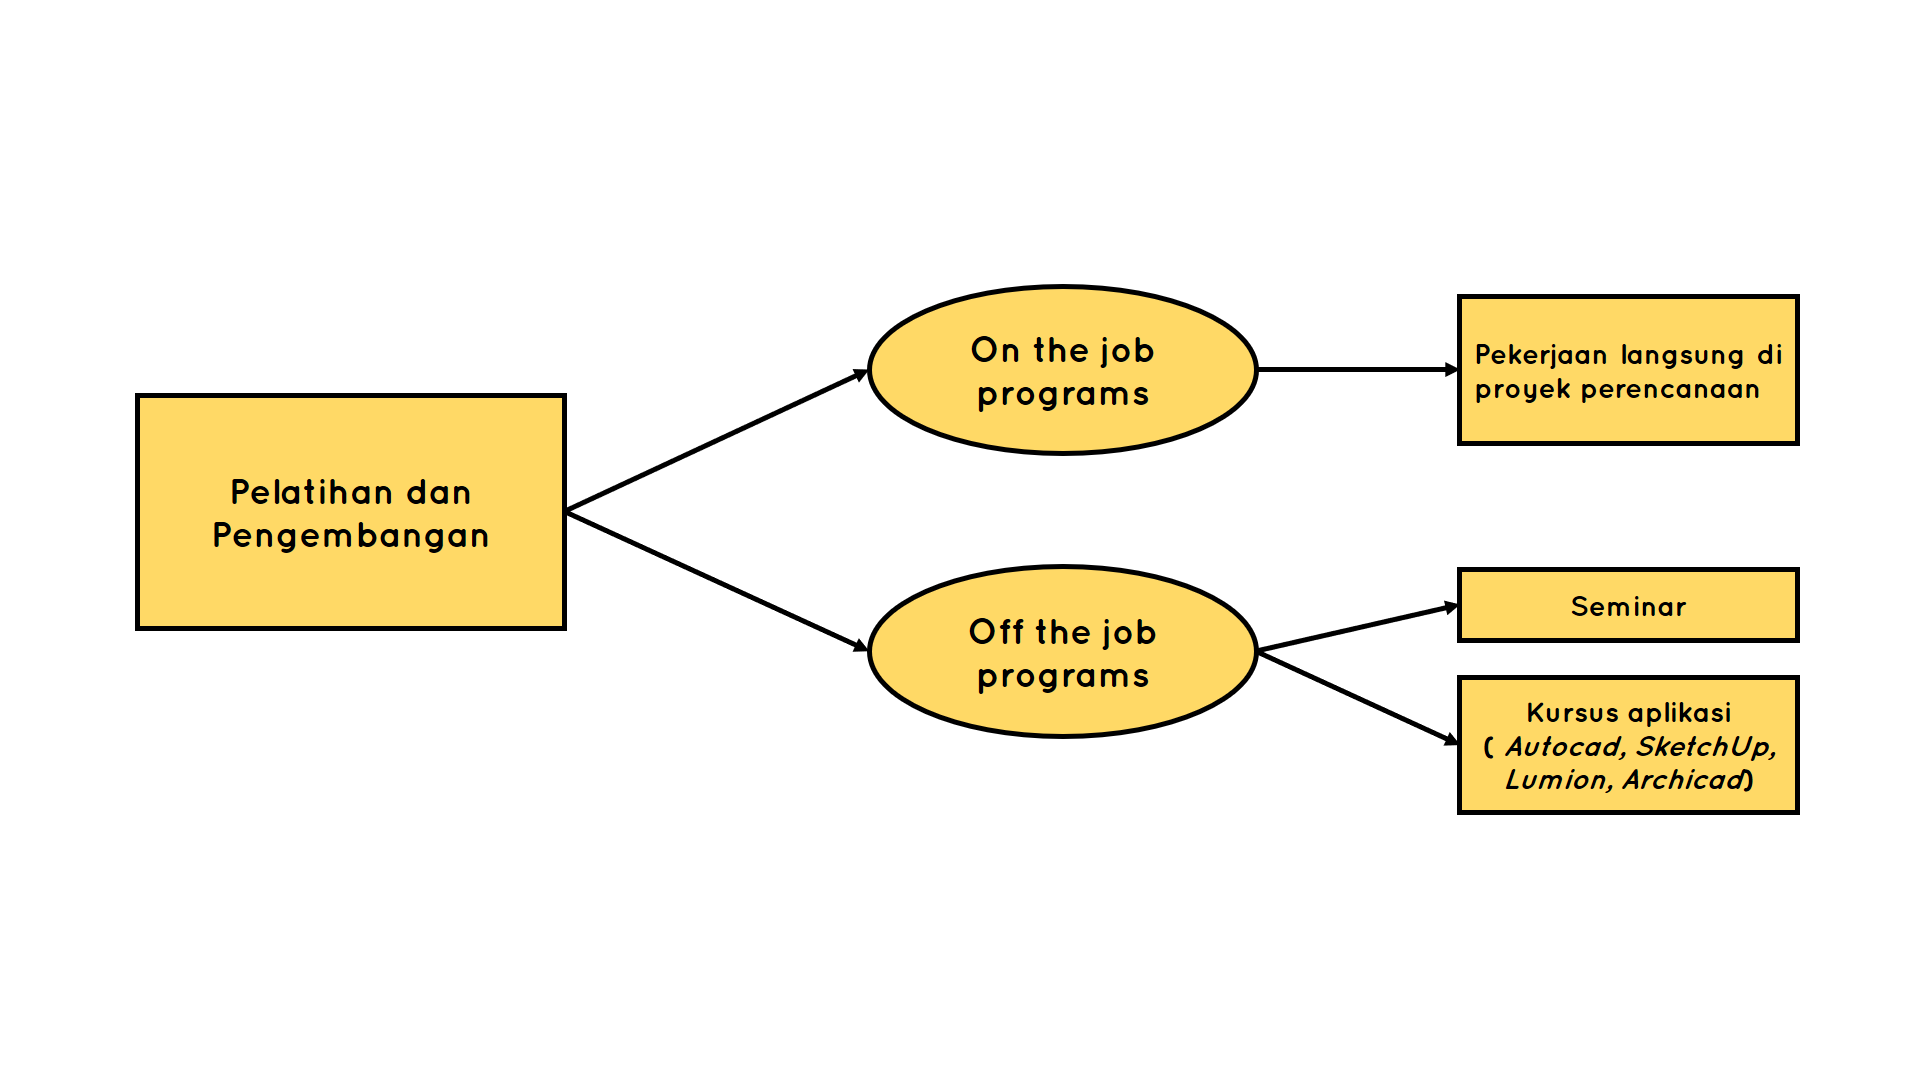 Pelatihan dan
Pengembangan
On the job
programs
Pekerjaan langsung di
proyek perencanaan
Off the job
programs
Seminar
Kursus aplikasi
( Autocad, SketchUp,
Lumion, Archicad)